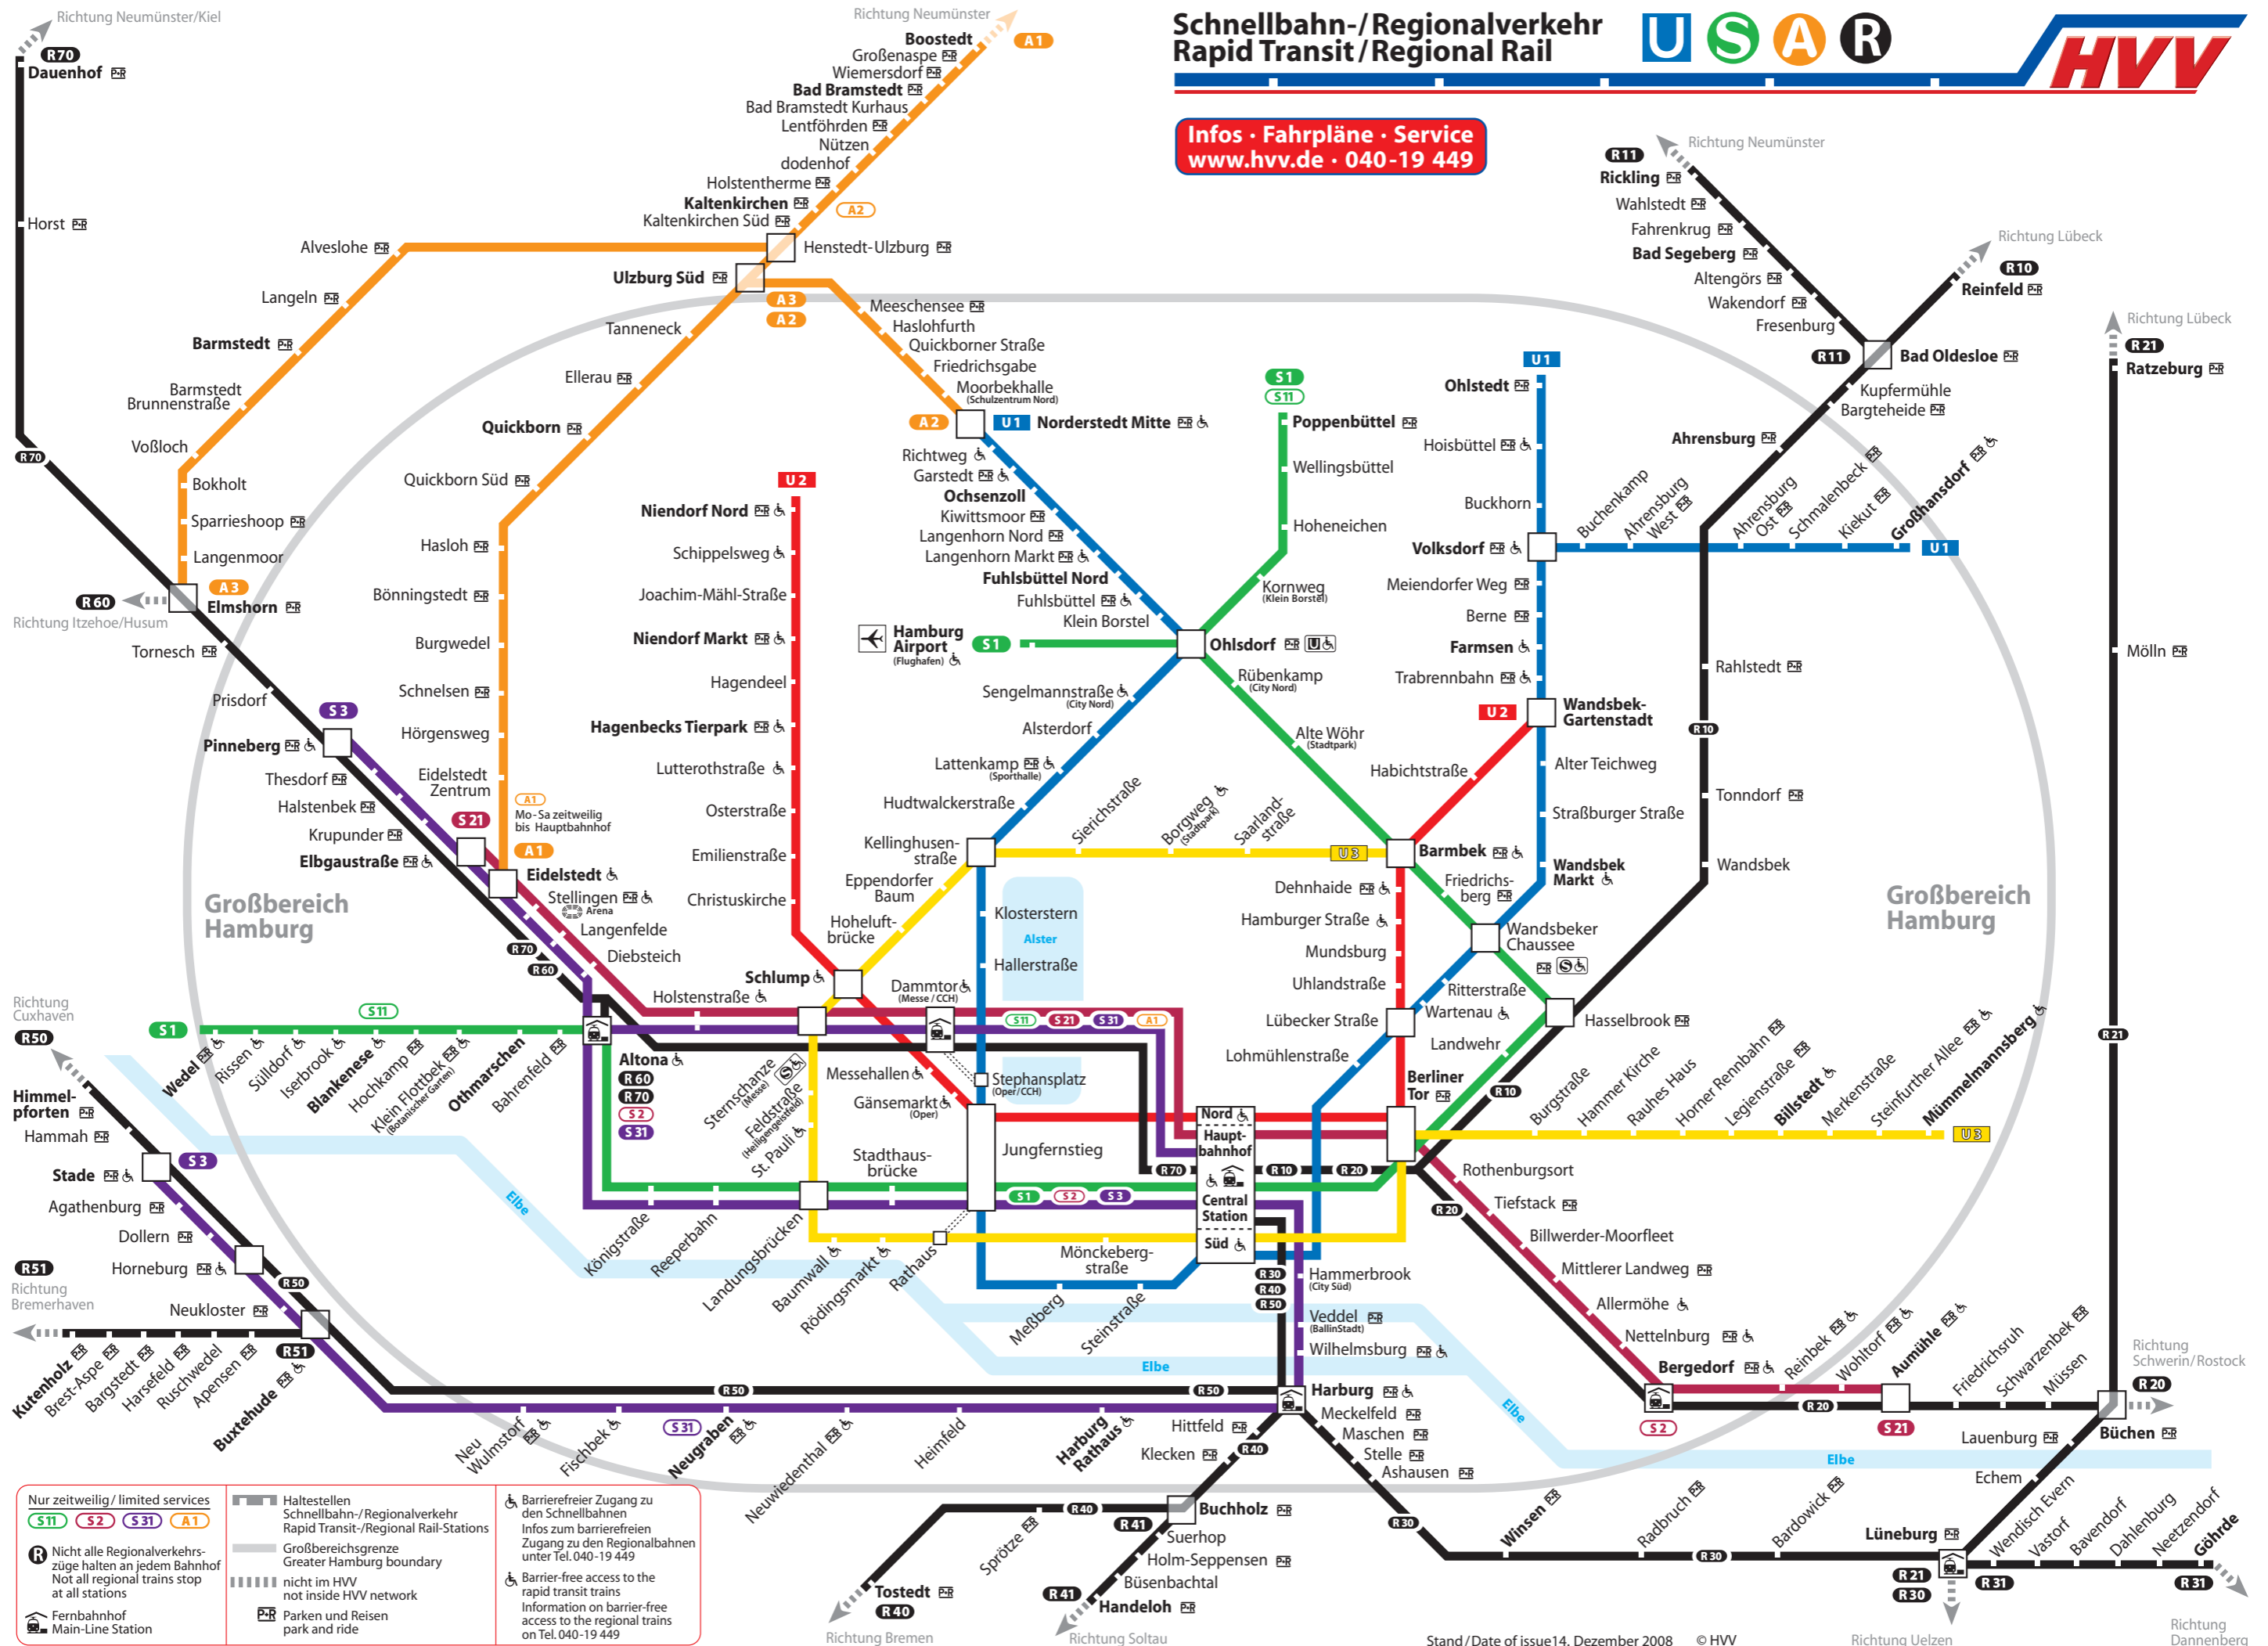 Schnellbahn-/Regionalverkehr
Rapid Transit/Regional Rail
U S A R
HVV
Infos · Fahrpläne · Service
www.hvv.de · 040-19 449
Richtung Neumünster/Kiel
R70
Dauenhof
Horst
R70
Richtung Neumünster
A1
Boostedt
Großenaspe
Wiemersdorf
Bad Bramstedt
Bad Bramstedt Kurhaus
Lentföhrden
Nützen
dodenhof
Holstentherme
Kaltenkirchen
A2
Kaltenkirchen Süd
Henstedt-Ulzburg
Ulzburg Süd
A3
A2
Alveslohe
Langeln
Barmstedt
Barmstedt
Brunnenstraße
Voßloch
Bokholt
Sparrieshoop
Langenmoor
A3
Elmshorn
R60
Richtung Itzehoe/Husum
Tornesch
Prisdorf
S3
Pinneberg
Thesdorf
Halstenbek
Krupunder
Elbgaustraße
S21
Tanneneck
Ellerau
Quickborn
Quickborn Süd
Hasloh
Bönningstedt
Burgwedel
Schnelsen
Hörgensweg
Eidelstedt
Zentrum
A1
Mo-Sa zeitweilig
bis Hauptbahnhof
A1
Eidelstedt
Stellingen
Arena
Langenfelde
Diebsteich
R70
R60
Holstenstraße
Meeschensee
Haslohfurth
Quickborner Straße
Friedrichsgabe
Moorbekhalle
(Schulzentrum Nord)
A2
U1
Norderstedt Mitte
Richtweg
Garstedt
Ochsenzoll
Kiwittsmoor
Langenhorn Nord
Langenhorn Markt
Fuhlsbüttel Nord
Fuhlsbüttel
Klein Borstel
Hamburg
Airport
(Flughafen)
S1
Ohlsdorf
Sengelmannstraße
(City Nord)
Alsterdorf
Lattenkamp
(Sporthalle)
Hudtwalckerstraße
Kellinghusen-
straße
U2
Niendorf Nord
Schippelsweg
Joachim-Mähl-Straße
Niendorf Markt
Hagendeel
Hagenbecks Tierpark
Lutterothstraße
Osterstraße
Emilienstraße
Christuskirche
Schlump
Eppendorfer
Baum
Hoheluft-
brücke
S1
S11
Poppenbüttel
Wellingsbüttel
Hoheneichen
Kornweg
(Klein Borstel)
Rübenkamp
(City Nord)
Alte Wöhr
(Stadtpark)
Sierichstraße
Borgweg
(Stadtpark)
Saarland-
straße
U3
Barmbek
Habichtstraße
U2
Wandsbek-
Gartenstadt
U1
Ohlstedt
Hoisbüttel
Buckhorn
Volksdorf
Meiendorfer Weg
Berne
Farmsen
Trabrennbahn
Buchenkamp
Ahrensburg
West
Ahrensburg
Ost
Schmalenbeck
Kiekut
Großhansdorf
U1
Alter Teichweg
Straßburger Straße
Wandsbek
Markt
Wandsbeker
Chaussee
Friedrichs-
berg
Dehnhaide
Hamburger Straße
Mundsburg
Uhlandstraße
Lübecker Straße
Ritterstraße
Wartenau
Landwehr
Hasselbrook
Lohmühlenstraße
Berliner
Tor
R11
Richtung Neumünster
Rickling
Wahlstedt
Fahrenkrug
Bad Segeberg
Altengörs
Wakendorf
Fresenburg
R11
Richtung Lübeck
R10
Reinfeld
Bad Oldesloe
Kupfermühle
Bargteheide
Ahrensburg
Rahlstedt
R10
Tonndorf
Wandsbek
R10
Richtung Lübeck
R21
Ratzeburg
Mölln
R21
Großbereich
Hamburg
Großbereich
Hamburg
Klosterstern
Alster
Hallerstraße
Dammtor
(Messe / CCH)
S11
S21
S31
A1
Messehallen
Gänsemarkt
(Oper)
Stephansplatz
(Oper/CCH)
Jungfernstieg
Sternschanze
(Messe)
Feldstraße
(Heiligengeistfeld)
St. Pauli
Stadthaus-
brücke
Nord
Haupt-
bahnhof
Central
Station
Süd
R70
R10
R20
S1
S2
S3
R30
R40
R50
Richtung
Cuxhaven
R50
Himmel-
pforten
Hammah
Stade
S3
Agathenburg
Dollern
Horneburg
R50
Neukloster
R51
Richtung
Bremerhaven
R51
Kutenholz
Brest-Aspe
Bargstedt
Harsefeld
Ruschwedel
Apensen
Buxtehude
S1
S11
Wedel
Rissen
Sülldorf
Iserbrook
Blankenese
Hochkamp
Klein Flottbek
(Botanischer Garten)
Othmarschen
Bahrenfeld
Altona
R60
R70
S2
S31
Elbe
Königstraße
Reeperbahn
Landungsbrücken
Baumwall
Rödingsmarkt
Rathaus
Mönckeberg-
straße
Meßberg
Steinstraße
Hammerbrook
(City Süd)
Veddel
(BallinStadt)
Wilhelmsburg
Elbe
Burgstraße
Hammer Kirche
Rauhes Haus
Horner Rennbahn
Legienstraße
Billstedt
Merkenstraße
Steinfurther Allee
Mümmelmannsberg
U3
Rothenburgsort
R20
Tiefstack
Billwerder-Moorfleet
Mittlerer Landweg
Allermöhe
Nettelnburg
Bergedorf
S2
Reinbek
Wohltorf
Aumühle
R20
S21
Friedrichsruh
Schwarzenbek
Müssen
Richtung
Schwerin/Rostock
R20
Büchen
Lauenburg
Echem
Elbe
Elbe
R50
R50
Neu
Wulmstorf
Fischbek
S31
Neugraben
Neuwiedenthal
Heimfeld
Harburg
Rathaus
Harburg
Meckelfeld
Maschen
Stelle
Ashausen
Hittfeld
Klecken
R40
Buchholz
R40
R41
Sprötze
Tostedt
R40
Richtung Bremen
Suerhop
Holm-Seppensen
Büsenbachtal
R41
Handeloh
Richtung Soltau
R30
Winsen
Radbruch
R30
Bardowick
Lüneburg
R21
R30
Richtung Uelzen
R31
Wendisch Evern
Vastorf
Bavendorf
Dahlenburg
Neetzendorf
Göhrde
R31
Richtung
Dannenberg
Nur zeitweilig / limited services
S11 S2 S31 A1
R Nicht alle Regionalverkehrs-
züge halten an jedem Bahnhof
Not all regional trains stop
at all stations
Fernbahnhof
Main-Line Station
Haltestellen
Schnellbahn-/Regionalverkehr
Rapid Transit-/Regional Rail-Stations
Großbereichsgrenze
Greater Hamburg boundary
nicht im HVV
not inside HVV network
P+R Parken und Reisen
park and ride
Barrierefreier Zugang zu
den Schnellbahnen
Infos zum barrierefreien
Zugang zu den Regionalbahnen
unter Tel. 040-19 449
Barrier-free access to the
rapid transit trains
Information on barrier-free
access to the regional trains
on Tel. 040-19 449
Stand/Date of issue14. Dezember 2008 © HVV